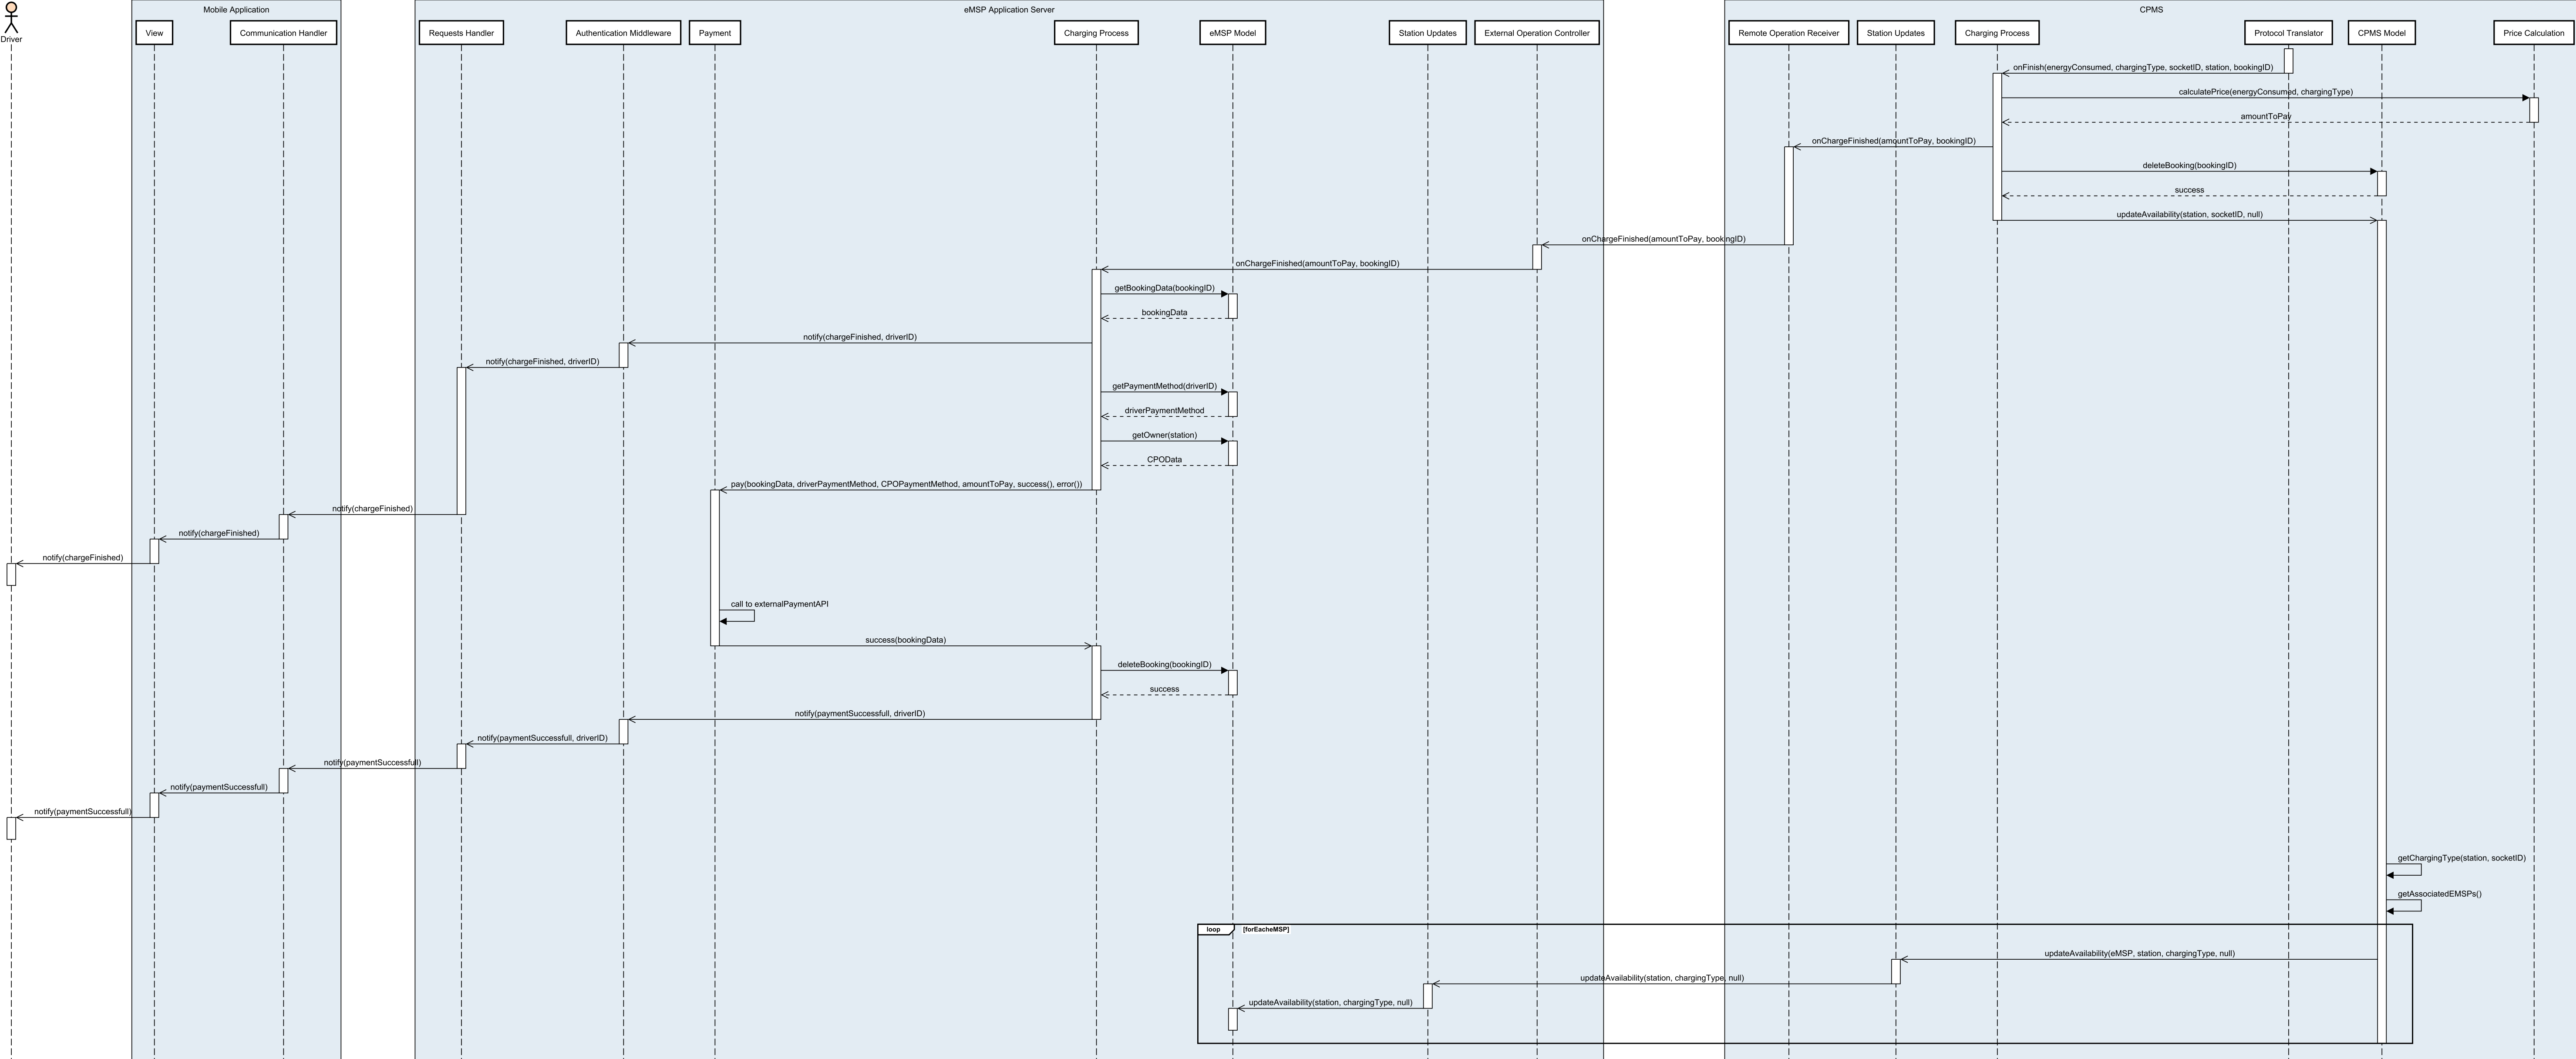 Mobile Application
eMSP Application Server
CPMS
Driver
View
Communication Handler
Requests Handler
Authentication Middleware
Payment
Charging Process
eMSP Model
Station Updates
External Operation Controller
Remote Operation Receiver
Station Updates
Charging Process
Protocol Translator
CPMS Model
Price Calculation
onFinish(energyConsumed, chargingType, socketID, station, bookingID)
calculatePrice(energyConsumed, chargingType)
amountToPay
onChargeFinished(amountToPay, bookingID)
deleteBooking(bookingID)
success
updateAvailability(station, socketID, null)
onChargeFinished(amountToPay, bookingID)
onChargeFinished(amountToPay, bookingID)
getBookingData(bookingID)
bookingData
notify(chargeFinished, driverID)
notify(chargeFinished, driverID)
getPaymentMethod(driverID)
driverPaymentMethod
getOwner(station)
CPOData
pay(bookingData, driverPaymentMethod, CPOPaymentMethod, amountToPay, success(), error())
notify(chargeFinished)
notify(chargeFinished)
notify(chargeFinished)
call to externalPaymentAPI
success(bookingData)
deleteBooking(bookingID)
success
notify(paymentSuccessfull, driverID)
notify(paymentSuccessfull, driverID)
notify(paymentSuccessfull)
notify(paymentSuccessfull)
notify(paymentSuccessfull)
getChargingType(station, socketID)
getAssociatedEMSPs()
loop [forEacheMSP]
updateAvailability(eMSP, station, chargingType, null)
updateAvailability(station, chargingType, null)
updateAvailability(station, chargingType, null)